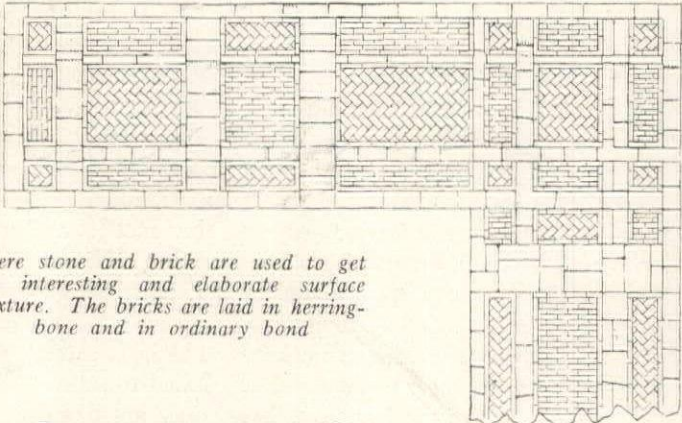 ere stone and brick are used to get
interesting and elaborate surface
xture. The bricks are laid in herring-
bone and in ordinary bond